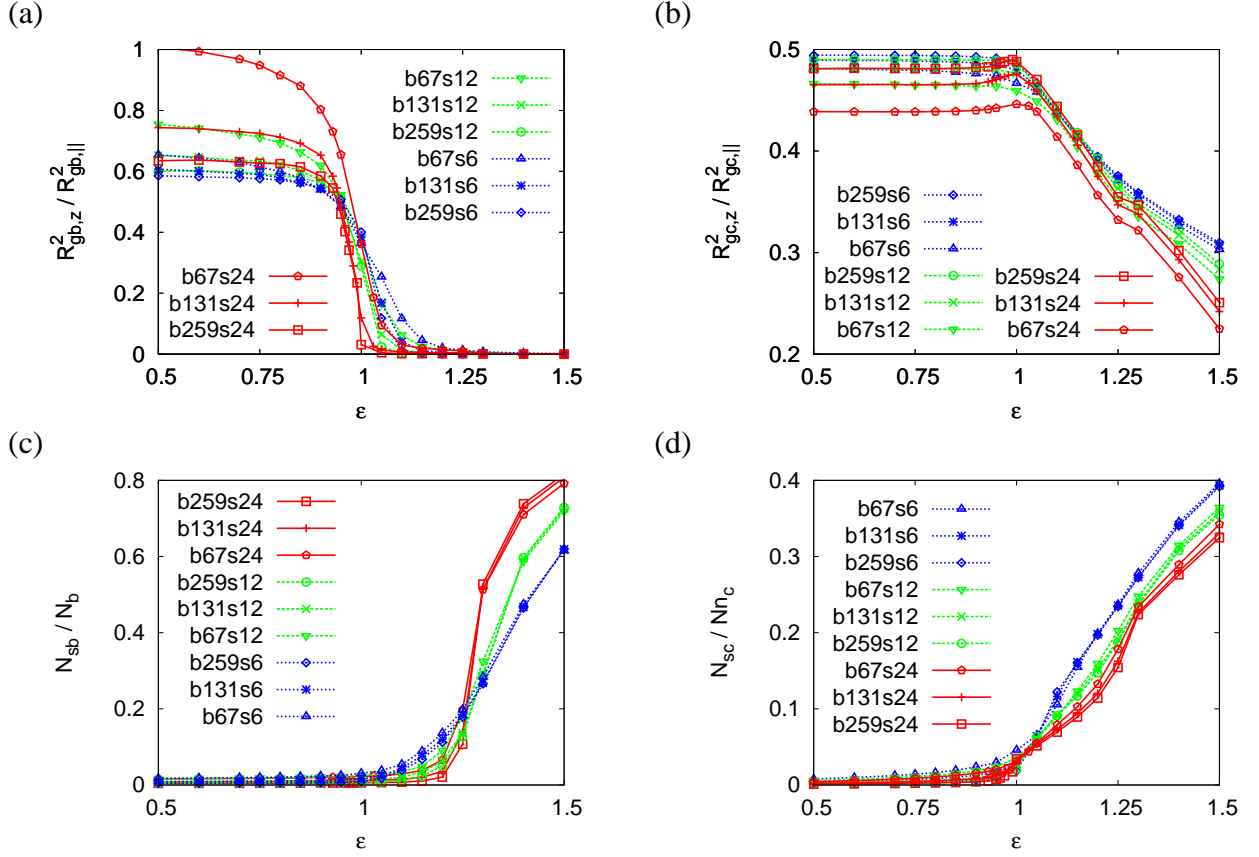 (a)
R²gb,z / R²gb,||
1
0.8
0.6
0.4
0.2
0
b67s12
b131s12
b259s12
b67s6
b131s6
b259s6
b67s24
b131s24
b259s24
0.5 0.75 1 1.25 1.5
ε
(b)
R²gc,z / R²gc,||
0.5
0.4
0.3
0.2
b259s6
b131s6
b67s6
b259s12
b131s12
b67s12
b259s24
b131s24
b67s24
0.5 0.75 1 1.25 1.5
ε
(c)
Nsb / Nb
0.8
0.6
0.4
0.2
0
b259s24
b131s24
b67s24
b259s12
b131s12
b67s12
b259s6
b131s6
b67s6
0.5 0.75 1 1.25 1.5
ε
(d)
Nsc / Nnc
0.4
0.3
0.2
0.1
0
b67s6
b131s6
b259s6
b67s12
b131s12
b259s12
b67s24
b131s24
b259s24
0.5 0.75 1 1.25 1.5
ε